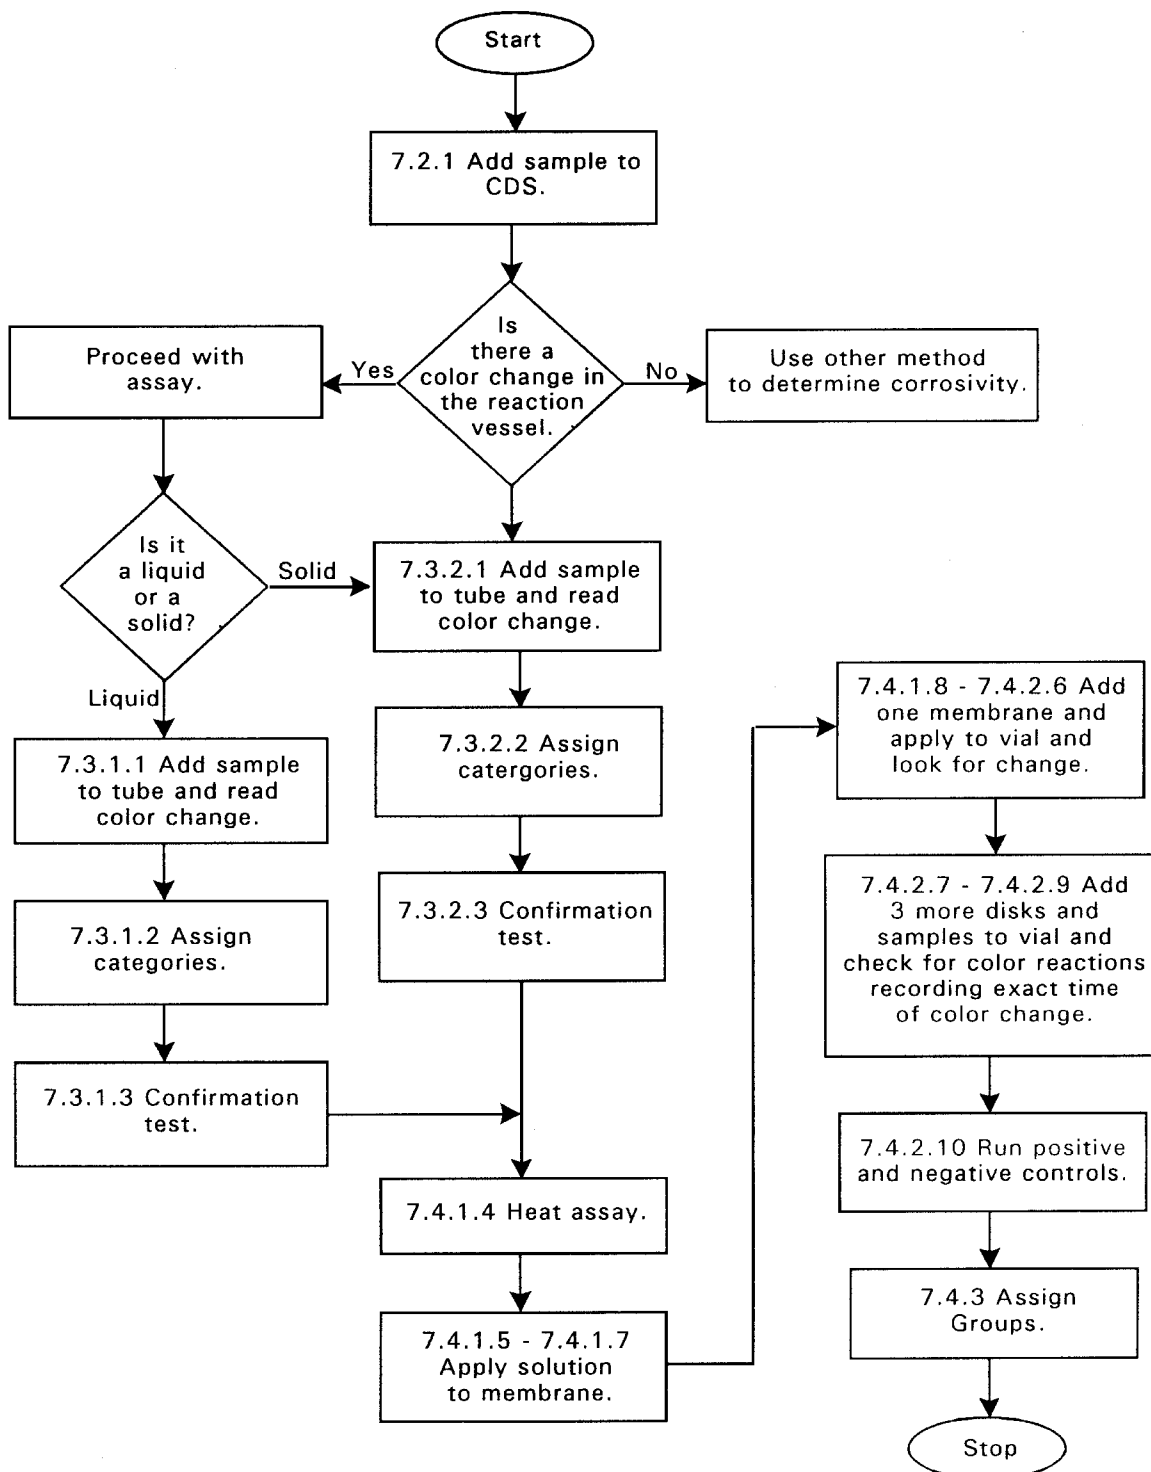 Start
7.2.1 Add sample to
CDS.
Is
there a
color change in
the reaction
vessel.
Yes
No
Proceed with
assay.
Use other method
to determine corrosivity.
Is it
a liquid
or a
solid?
Solid
Liquid
7.3.2.1 Add sample
to tube and read
color change.
7.3.1.1 Add sample
to tube and read
color change.
7.3.2.2 Assign
catergories.
7.3.1.2 Assign
categories.
7.3.2.3 Confirmation
test.
7.3.1.3 Confirmation
test.
7.4.1.4 Heat assay.
7.4.1.5 - 7.4.1.7
Apply solution
to membrane.
7.4.1.8 - 7.4.2.6 Add
one membrane and
apply to vial and
look for change.
7.4.2.7 - 7.4.2.9 Add
3 more disks and
samples to vial and
check for color reactions
recording exact time
of color change.
7.4.2.10 Run positive
and negative controls.
7.4.3 Assign
Groups.
Stop